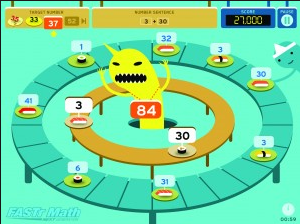 TARGET NUMBER
35 33 37 52
NUMBER SENTENCE
3 + 30
SCORE
27,000
PAUSE
1
32
3
30
41
3
84
30
3
6
31
FASTT Math
00:59